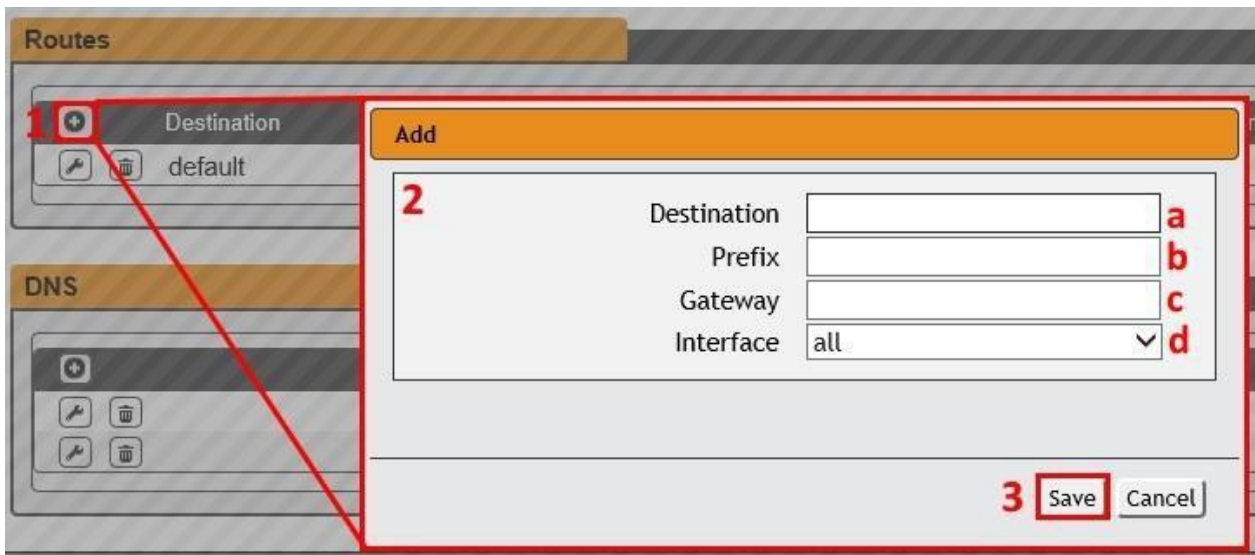 Routes
1 Destination
default
Add
2
Destination a
Prefix b
Gateway c
Interface all d
DNS
3 Save Cancel